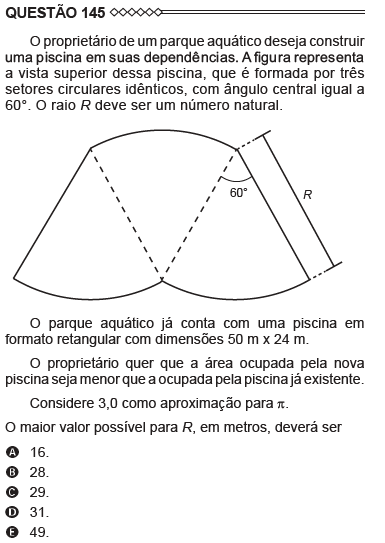 QUESTÃO 145
O proprietário de um parque aquático deseja construir
uma piscina em suas dependências. A figura representa
a vista superior dessa piscina, que é formada por três
setores circulares idênticos, com ângulo central igual a
60°. O raio R deve ser um número natural.
60°
R
O parque aquático já conta com uma piscina em
formato retangular com dimensões 50 m x 24 m.
O proprietário quer que a área ocupada pela nova
piscina seja menor que a ocupada pela piscina já existente.
Considere 3,0 como aproximação para π.
O maior valor possível para R, em metros, deverá ser
A 16.
B 28.
C 29.
D 31.
E 49.